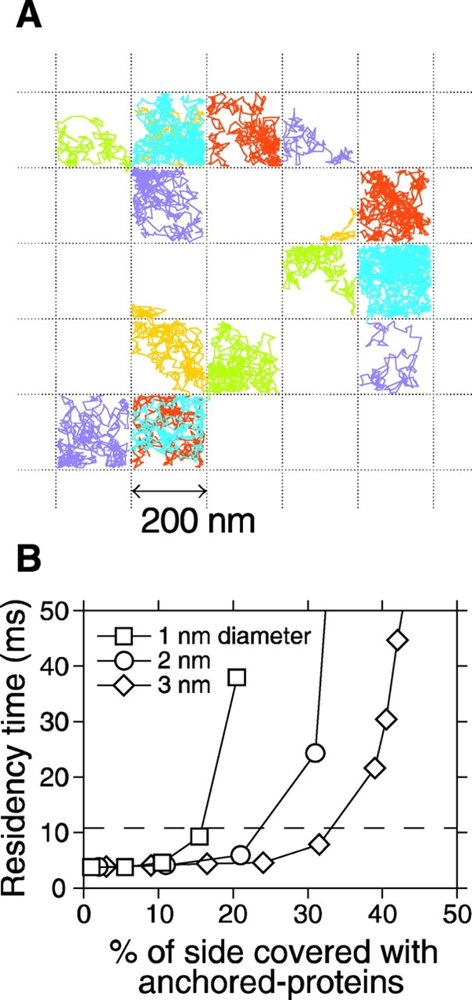 A
200 nm
B
Residency time (ms)
50
40
30
20
10
0
1 nm diameter
2 nm
3 nm
0 10 20 30 40 50
% of side covered with
anchored-proteins